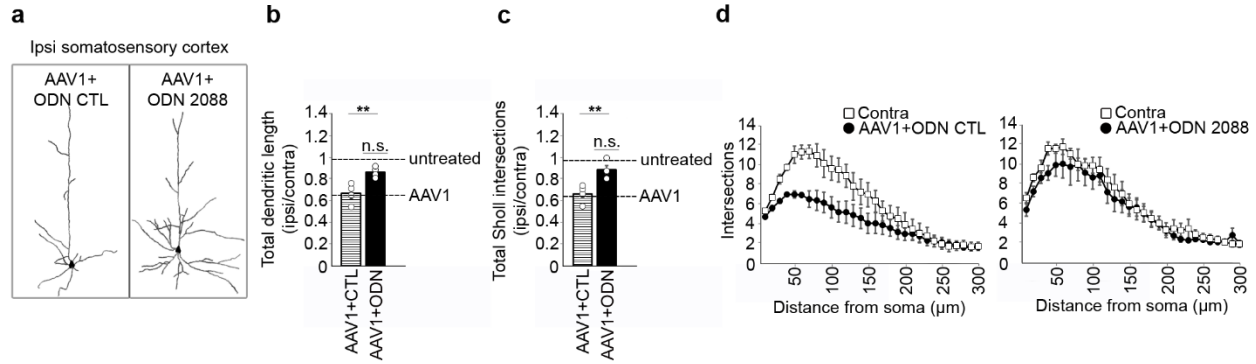 a
Ipsi somatosensory cortex
AAV1+
ODN CTL
AAV1+
ODN 2088
b
Total dendritic length
(ipsi/contra)
1.4
1.2
1
0.8
0.6
0.4
0.2
0
**
n.s.
untreated
AAV1
AAV1+CTL
AAV1+ODN
c
Total Sholl intersections
(ipsi/contra)
1.4
1.2
1
0.8
0.6
0.4
0.2
0
**
n.s.
untreated
AAV1
AAV1+CTL
AAV1+ODN
d
Contra
AAV1+ODN CTL
Intersections
14
12
10
8
6
4
2
0
50
100
150
200
250
300
Distance from soma (µm)
Contra
AAV1+ODN 2088
14
12
10
8
6
4
2
0
50
100
150
200
250
300
Distance from soma (µm)